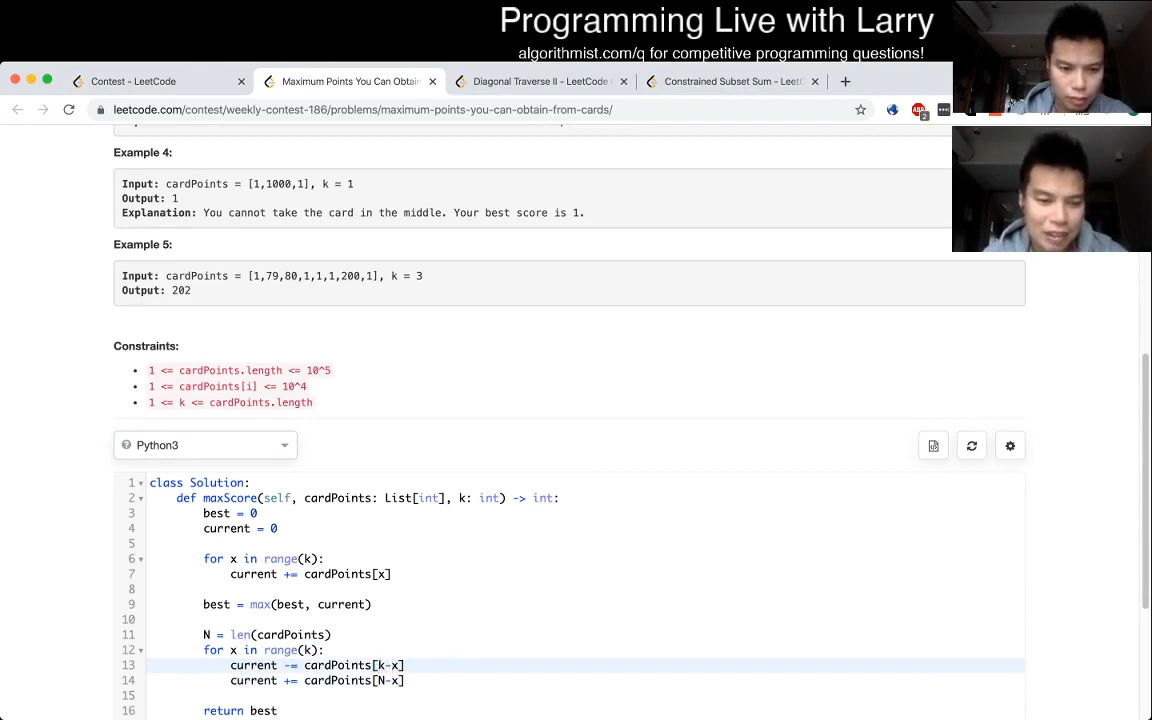 Programming Live with Larry
algorithmist.com/q for competitive programming questions!
Contest - LeetCode
Maximum Points You Can Obtain
Diagonal Traverse II - LeetCode
Constrained Subset Sum - LeetC
leetcode.com/contest/weekly-contest-186/problems/maximum-points-you-can-obtain-from-cards/
ABP
2
Example 4:
Input: cardPoints = [1,1000,1], k = 1
Output: 1
Explanation: You cannot take the card in the middle. Your best score is 1.
Example 5:
Input: cardPoints = [1,79,80,1,1,1,200,1], k = 3
Output: 202
Constraints:
1 <= cardPoints.length <= 10^5
1 <= cardPoints[i] <= 10^4
1 <= k <= cardPoints.length
Python3
1 class Solution:
2 def maxScore(self, cardPoints: List[int], k: int) -> int:
3 best = 0
4 current = 0
5
6 for x in range(k):
7 current += cardPoints[x]
8
9 best = max(best, current)
10
11 N = len(cardPoints)
12 for x in range(k):
13 current -= cardPoints[k-x]
14 current += cardPoints[N-x]
15
16 return best